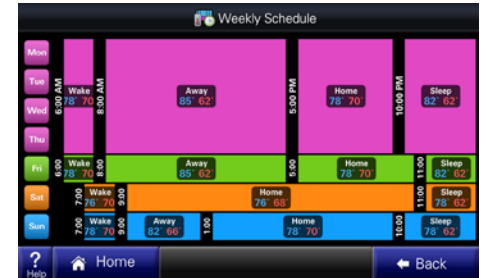 Weekly Schedule
Mon
Tue
Wed
Thu
6:00 AM
Wake
78° 70°
8:00 AM
Away
85° 62°
5:00 PM
Home
78° 70°
10:00 PM
Sleep
82° 62°
Fri
6:00
Wake
78° 70°
8:00
Away
85° 62°
5:00
Home
78° 70°
11:00
Sleep
82° 62°
Sat
7:00
Wake
76° 70°
9:00
Home
76° 68°
11:00
Sleep
78° 62°
Sun
7:00
Wake
78° 70°
9:00
Away
82° 66°
1:00
Home
78° 70°
10:00
Sleep
78° 62°
?
Help
Home
Back